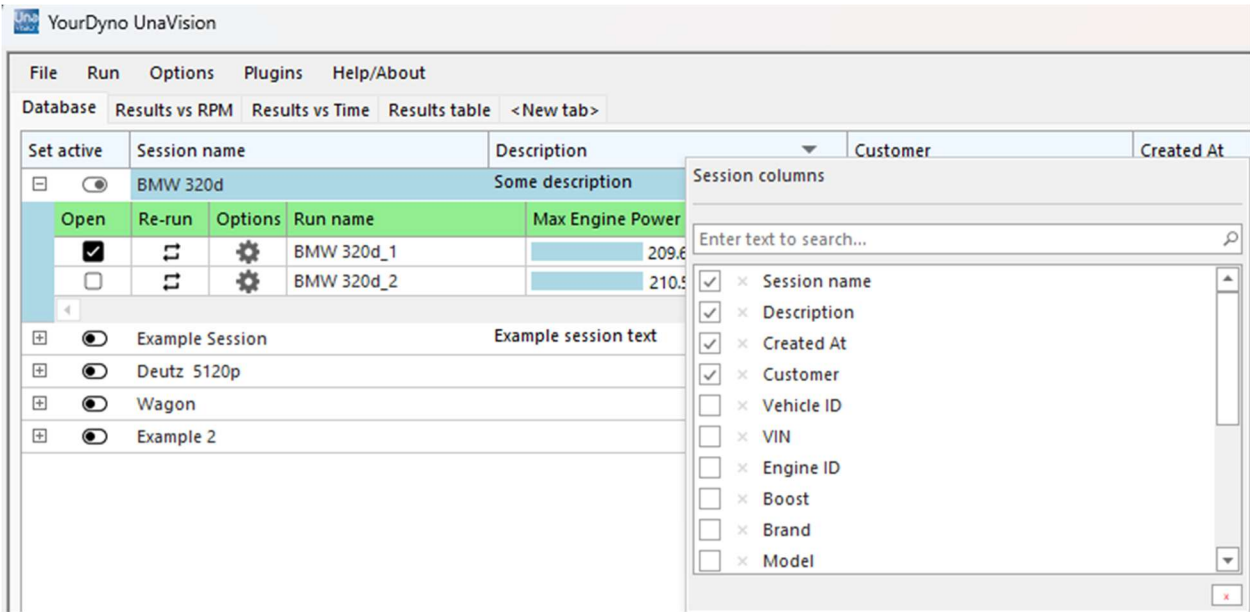 Una
Vision
YourDyno UnaVision
File Run Options Plugins Help/About
Database Results vs RPM Results vs Time Results table <New tab>
Set active Session name Description Customer Created At
BMW 320d Some description
Open Re-run Options Run name Max Engine Power
BMW 320d_1 209.6
BMW 320d_2 210.5
Example Session Example session text
Deutz 5120p
Wagon
Example 2
Session columns
Enter text to search...
Session name
Description
Created At
Customer
Vehicle ID
VIN
Engine ID
Boost
Brand
Model